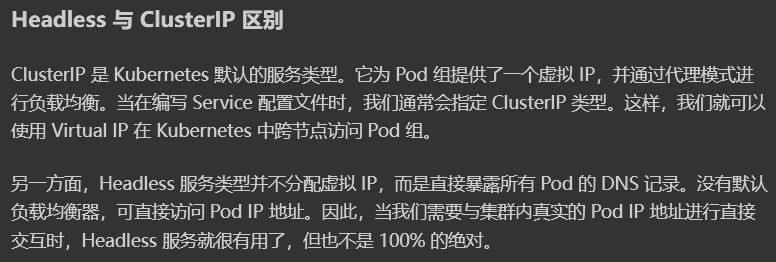 Headless 与 ClusterIP 区别
ClusterIP 是 Kubernetes 默认的服务类型。它为 Pod 组提供了一个虚拟 IP，并通过代理模式进
行负载均衡。当在编写 Service 配置文件时，我们通常会指定 ClusterIP 类型。这样，我们就可以
使用 Virtual IP 在 Kubernetes 中跨节点访问 Pod 组。
另一方面，Headless 服务类型并不分配虚拟 IP，而是直接暴露所有 Pod 的 DNS 记录。没有默认
负载均衡器，可直接访问 Pod IP 地址。因此，当我们需要与集群内真实的 Pod IP 地址进行直接
交互时，Headless 服务就很有用了，但也不是 100% 的绝对。